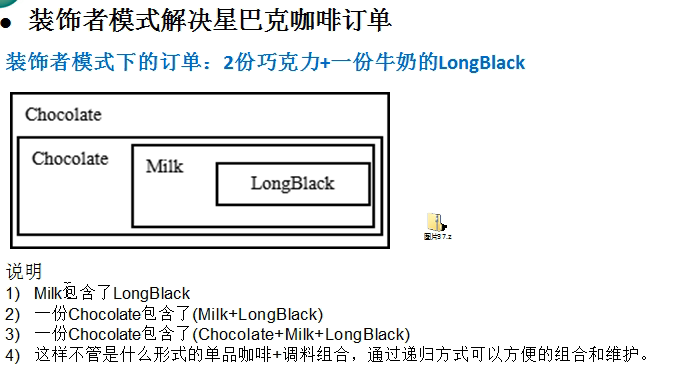 ● 装饰者模式解决星巴克咖啡订单
装饰者模式下的订单：2份巧克力+一份牛奶的LongBlack
Chocolate
Chocolate
Milk
LongBlack
图片37.z
说明
1) Milk包含了LongBlack
2) 一份Chocolate包含了(Milk+LongBlack)
3) 一份Chocolate包含了(Chocolate+Milk+LongBlack)
4) 这样不管是什么形式的单品咖啡+调料组合，通过递归方式可以方便的组合和维护。